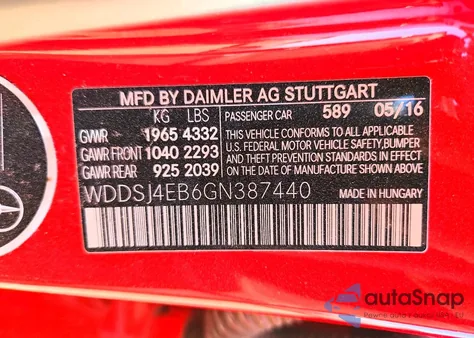 MFD BY DAIMLER AG STUTTGART
KG LBS PASSENGER CAR 589 05/16
GVWR 1965 4332 THIS VEHICLE CONFORMS TO ALL APPLICABLE
GAWR FRONT 1040 2293 U.S. FEDERAL MOTOR VEHICLE SAFETY, BUMPER
GAWR REAR 925 2039 AND THEFT PREVENTION STANDARDS IN EFFECT
ON THE DATE OF MANUFACTURE SHOWN ABOVE
WDDSJ4EB6GN387440 MADE IN HUNGARY
autoSnap